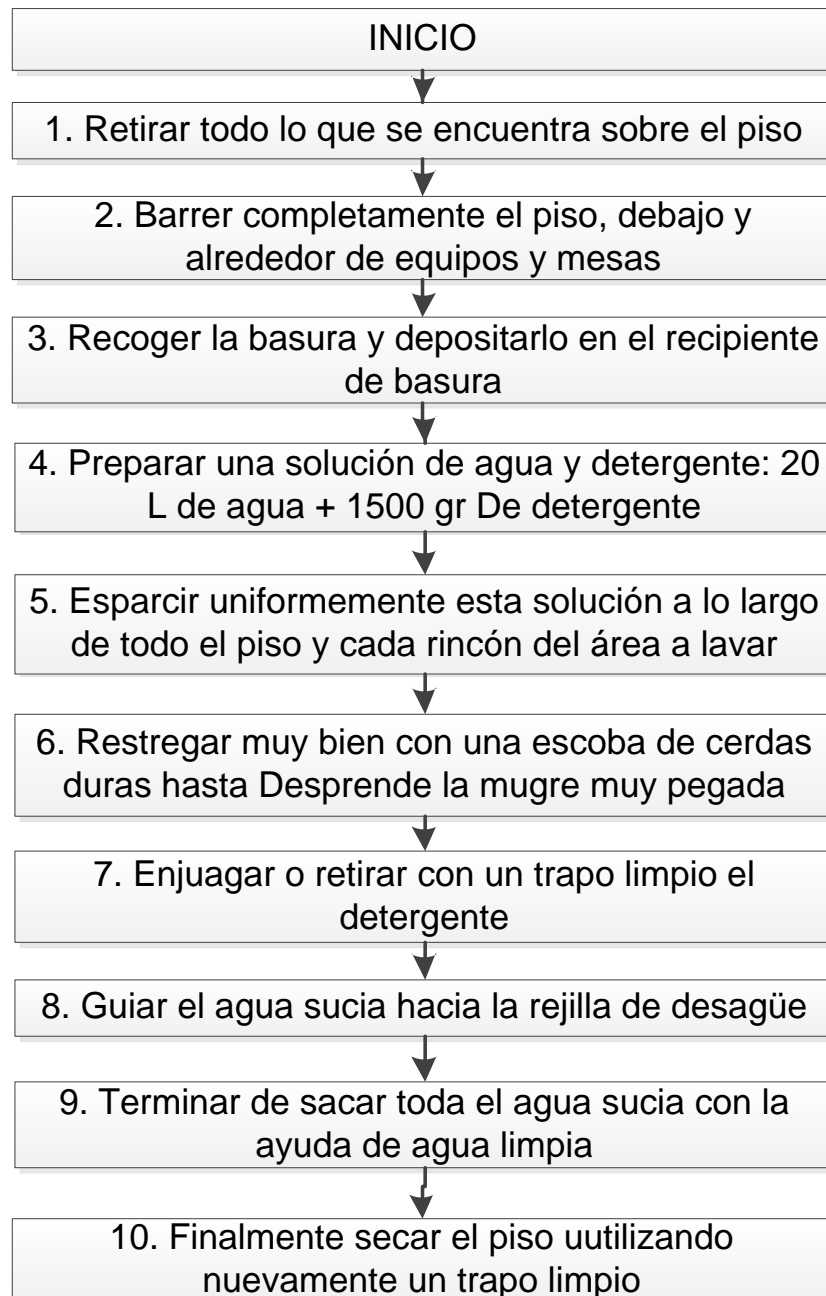 INICIO
1. Retirar todo lo que se encuentra sobre el piso
2. Barrer completamente el piso, debajo y
alrededor de equipos y mesas
3. Recoger la basura y depositarlo en el recipiente
de basura
4. Preparar una solución de agua y detergente: 20
L de agua + 1500 gr De detergente
5. Esparcir uniformemente esta solución a lo largo
de todo el piso y cada rincón del área a lavar
6. Restregar muy bien con una escoba de cerdas
duras hasta Desprende la mugre muy pegada
7. Enjuagar o retirar con un trapo limpio el
detergente
8. Guiar el agua sucia hacia la rejilla de desagüe
9. Terminar de sacar toda el agua sucia con la
ayuda de agua limpia
10. Finalmente secar el piso uutilizando
nuevamente un trapo limpio